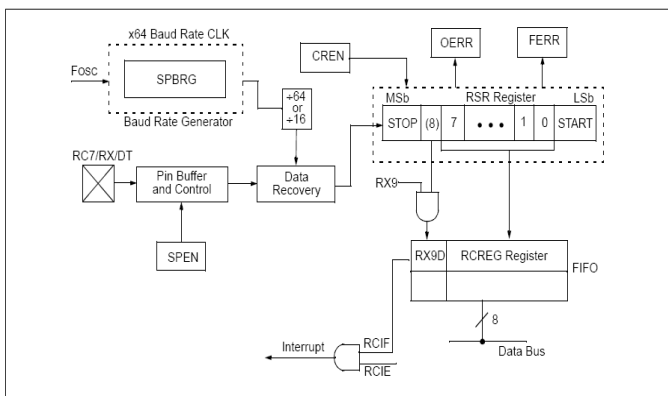 x64 Baud Rate CLK
Fosc
SPBRG
Baud Rate Generator
÷64
or
÷16
CREN
OERR
FERR
MSb
RSR Register
LSb
STOP
(8)
7
• • •
1
0
START
RC7/RX/DT
Pin Buffer
and Control
Data
Recovery
SPEN
RX9
RX9D
RCREG Register
FIFO
8
Data Bus
Interrupt
RCIF
RCIE